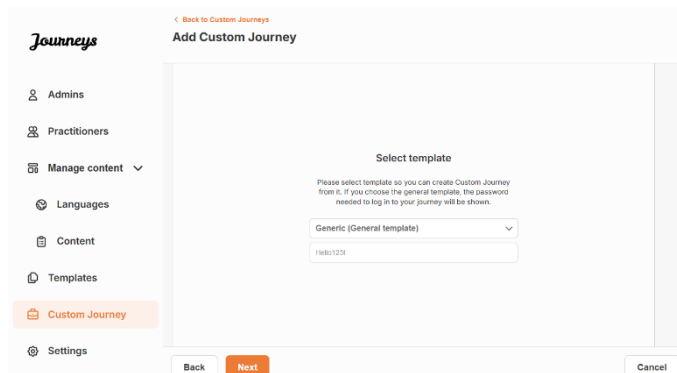 Journeys
Admins
Practitioners
Manage content
Languages
Content
Templates
Custom Journey
Settings
Back to Custom Journeys
Add Custom Journey
Select template
Please select template so you can create Custom Journey
from it. If you choose the general template, the password
needed to log in to your journey will be shown.
Generic (General template)
Hello123!
Back
Next
Cancel